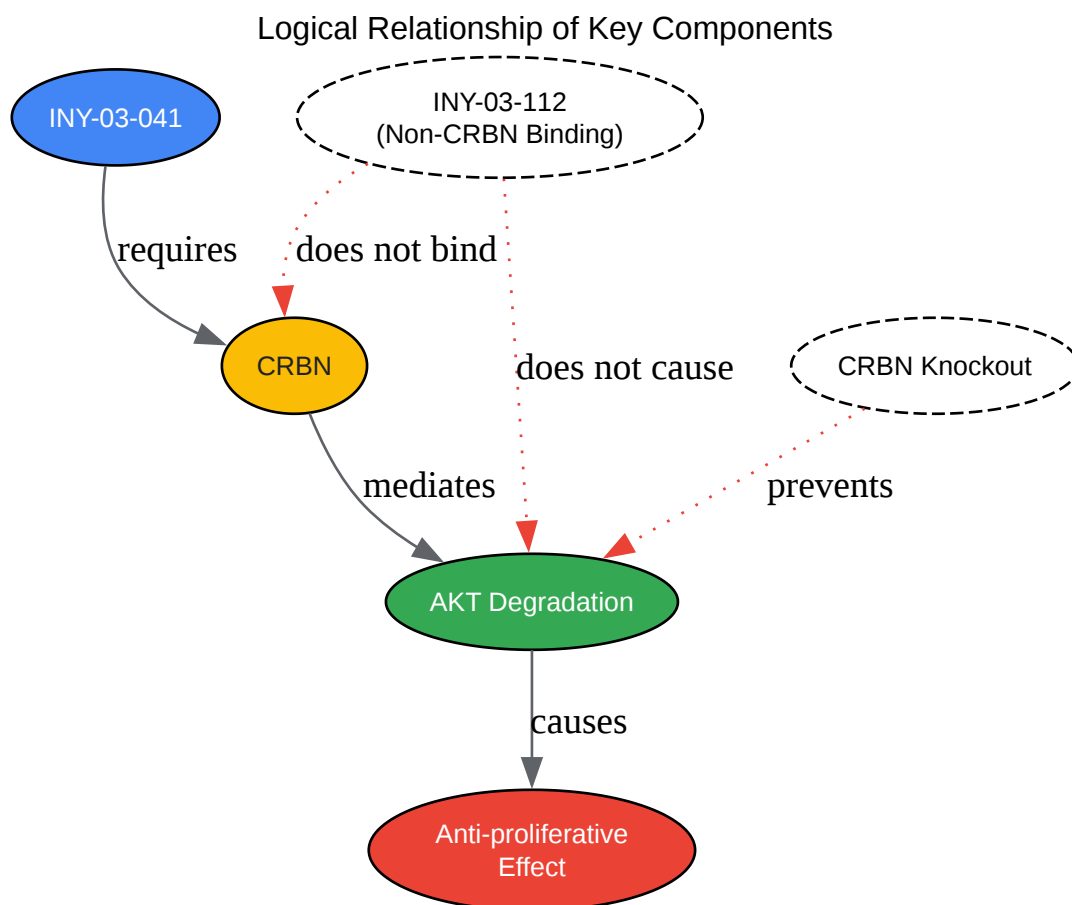 Logical Relationship of Key Components
INY-03-041
INY-03-112
(Non-CRBN Binding)
requires
does not bind
CRBN
does not cause
CRBN Knockout
mediates
prevents
AKT Degradation
causes
Anti-proliferative
Effect